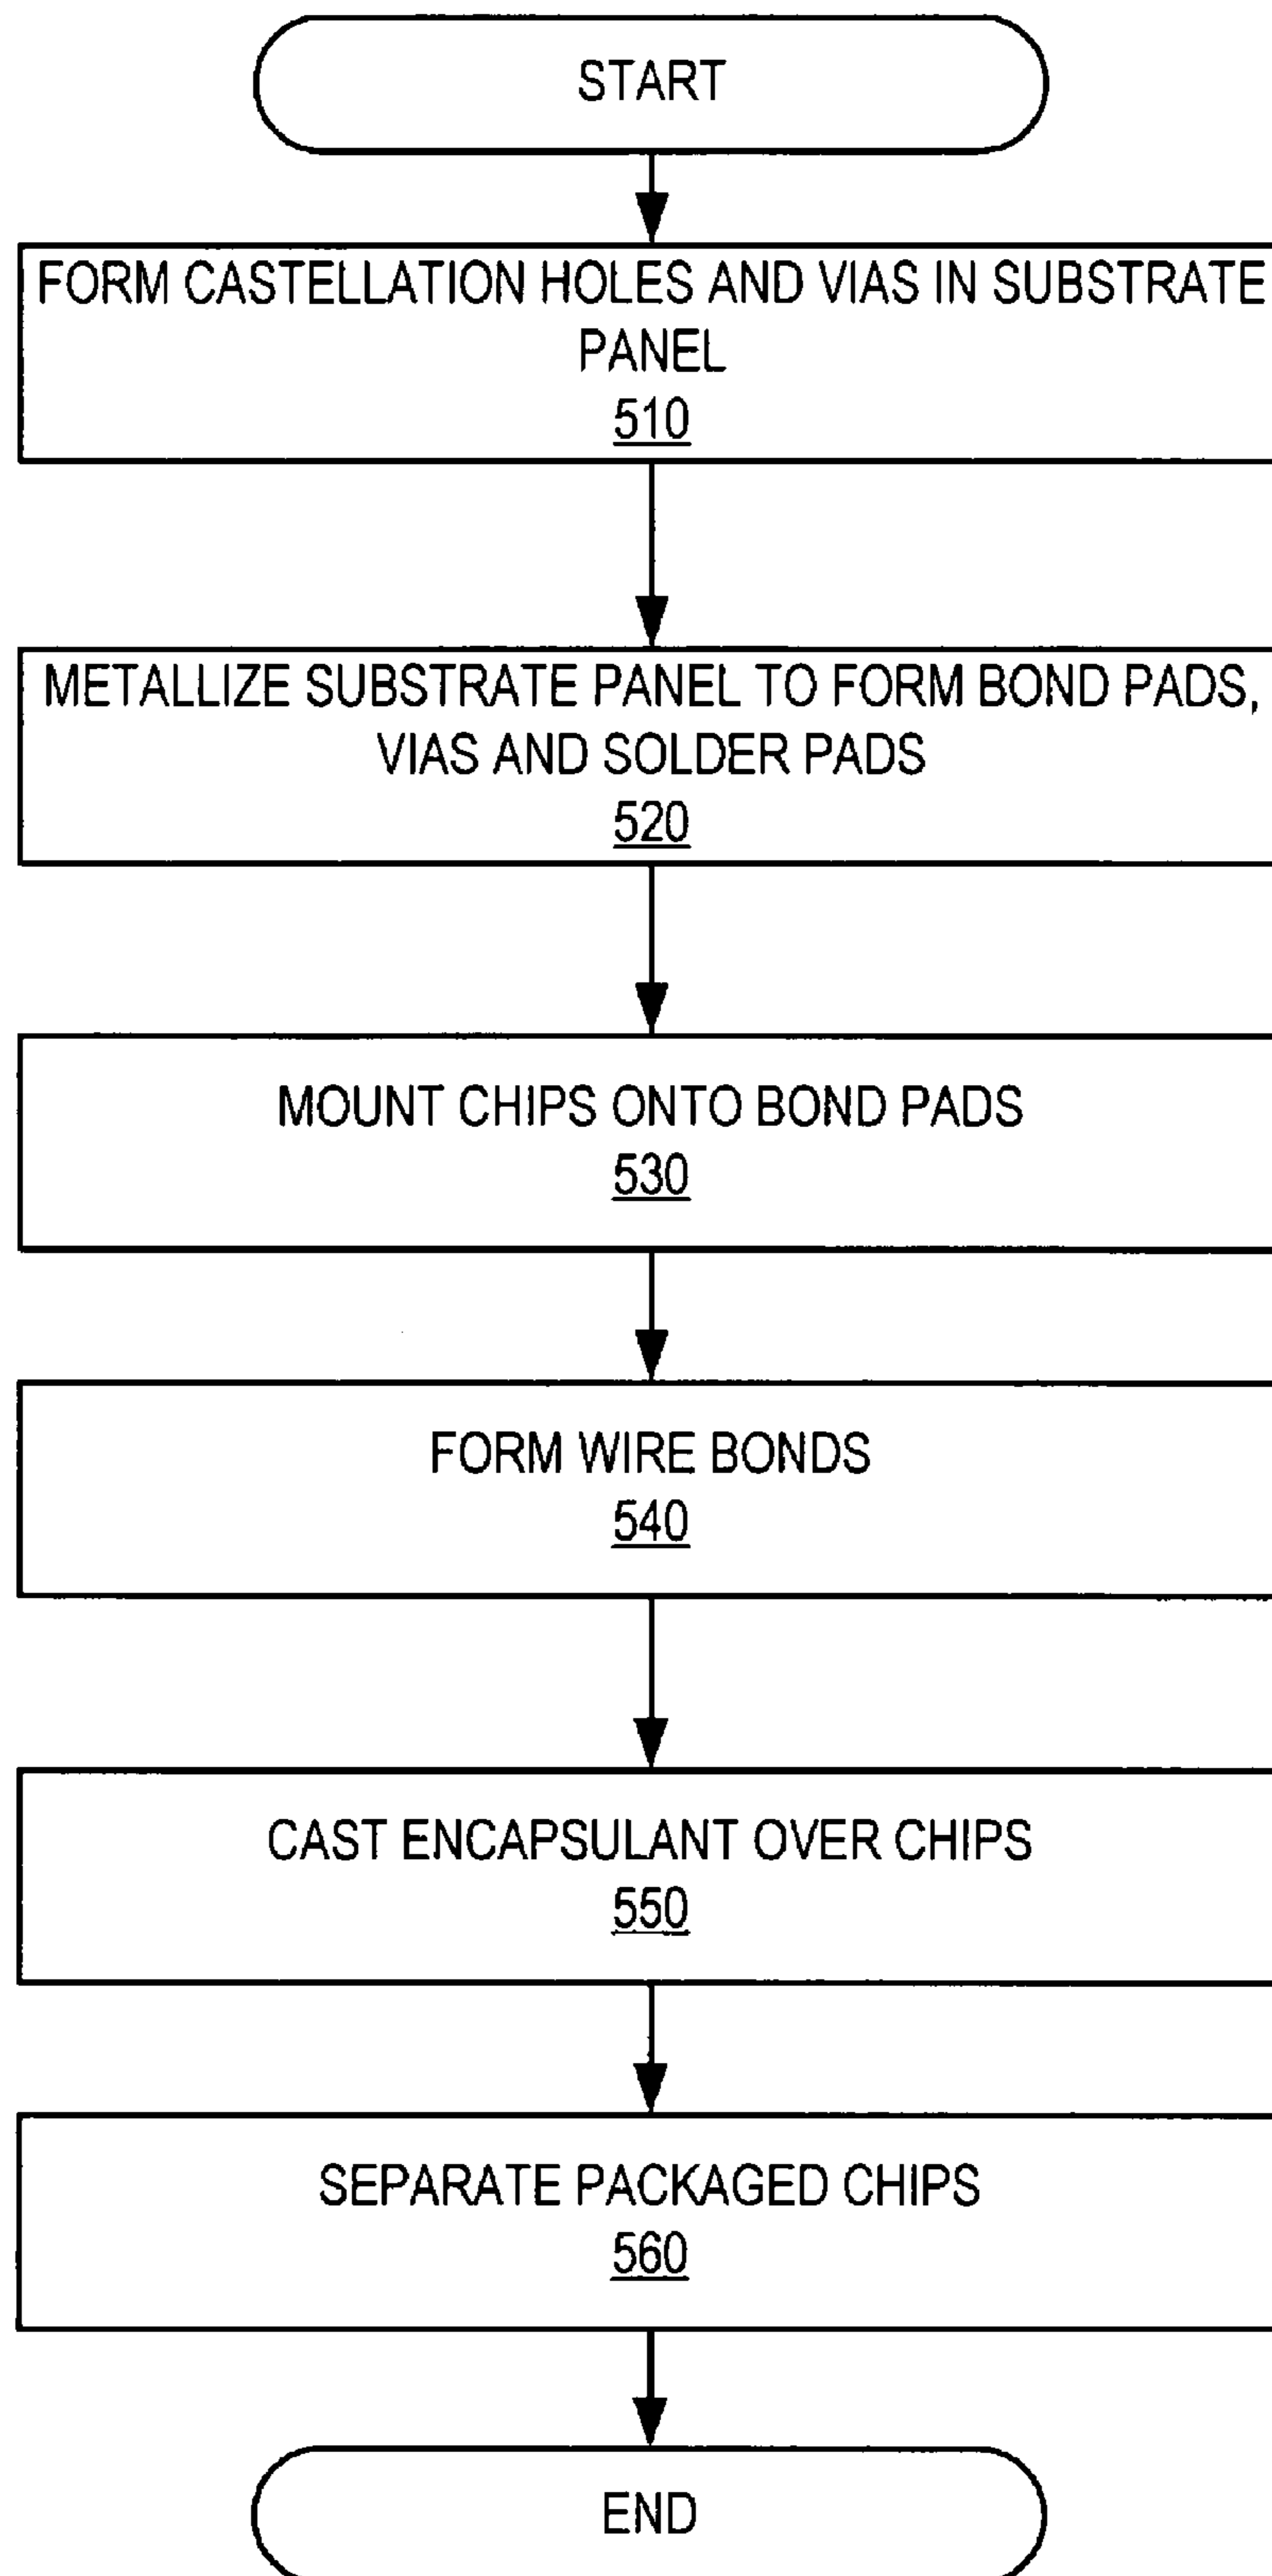 START
FORM CASTELLATION HOLES AND VIAS IN SUBSTRATE
PANEL
510
METALLIZE SUBSTRATE PANEL TO FORM BOND PADS,
VIAS AND SOLDER PADS
520
MOUNT CHIPS ONTO BOND PADS
530
FORM WIRE BONDS
540
CAST ENCAPSULANT OVER CHIPS
550
SEPARATE PACKAGED CHIPS
560
END